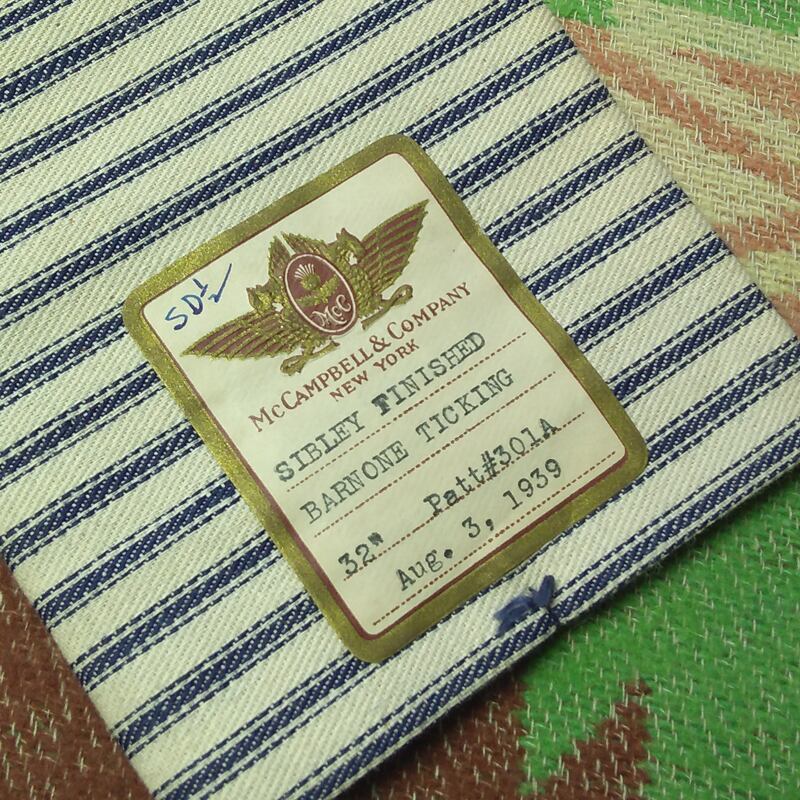 SD½
McC
McCAMPBELL & COMPANY
NEW YORK
SIBLEY FINISHED
BARNONE TICKING
32" Patt#301A
Aug. 3, 1939